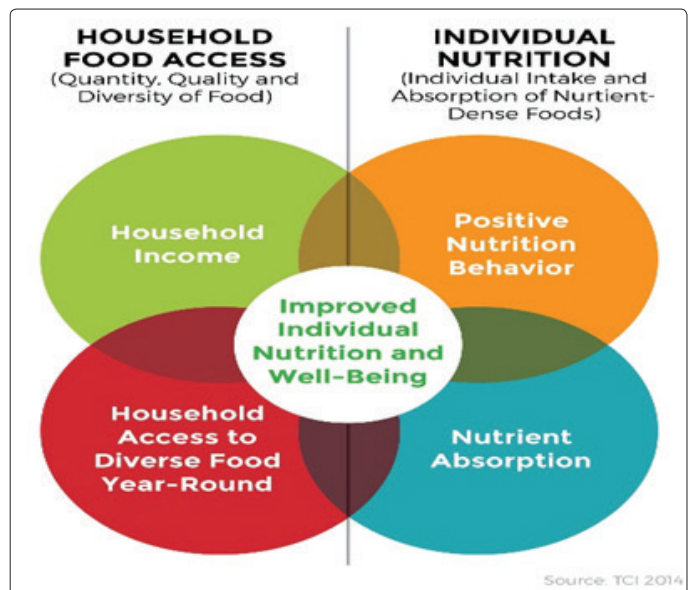 HOUSEHOLD
FOOD ACCESS
(Quantity, Quality and
Diversity of Food)
INDIVIDUAL
NUTRITION
(Individual Intake and
Absorption of Nurtient-
Dense Foods)
Household
Income
Positive
Nutrition
Behavior
Improved
Individual
Nutrition and
Well-Being
Household
Access to
Diverse Food
Year-Round
Nutrient
Absorption
Source: TCI 2014